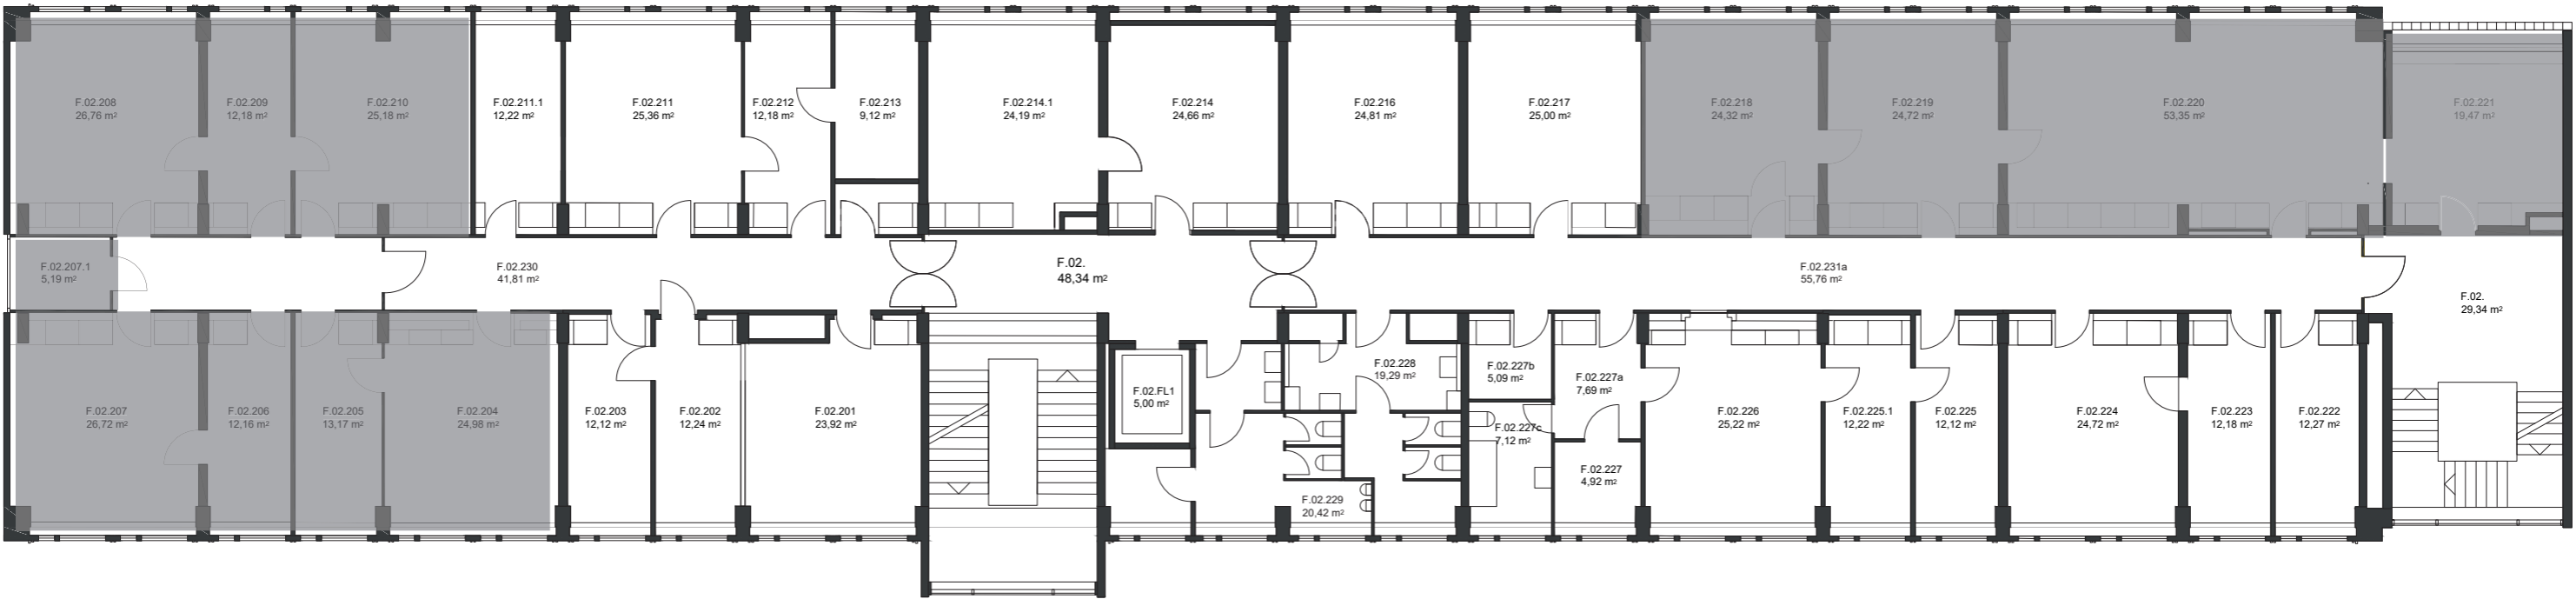 F.02.208
26,76 m²
F.02.209
12,18 m²
F.02.210
25,18 m²
F.02.211.1
12,22 m²
F.02.211
25,36 m²
F.02.212
12,18 m²
F.02.213
9,12 m²
F.02.214.1
24,19 m²
F.02.214
24,66 m²
F.02.216
24,81 m²
F.02.217
25,00 m²
F.02.218
24,32 m²
F.02.219
24,72 m²
F.02.220
53,35 m²
F.02.221
19,47 m²
F.02.207.1
5,19 m²
F.02.230
41,81 m²
F.02.
48,34 m²
F.02.231a
55,76 m²
F.02.
29,34 m²
F.02.207
26,72 m²
F.02.206
12,16 m²
F.02.205
13,17 m²
F.02.204
24,98 m²
F.02.203
12,12 m²
F.02.202
12,24 m²
F.02.201
23,92 m²
F.02.FL1
5,00 m²
F.02.228
19,29 m²
F.02.229
20,42 m²
F.02.227b
5,09 m²
F.02.227a
7,69 m²
F.02.227c
7,12 m²
F.02.227
4,92 m²
F.02.226
25,22 m²
F.02.225.1
12,22 m²
F.02.225
12,12 m²
F.02.224
24,72 m²
F.02.223
12,18 m²
F.02.222
12,27 m²